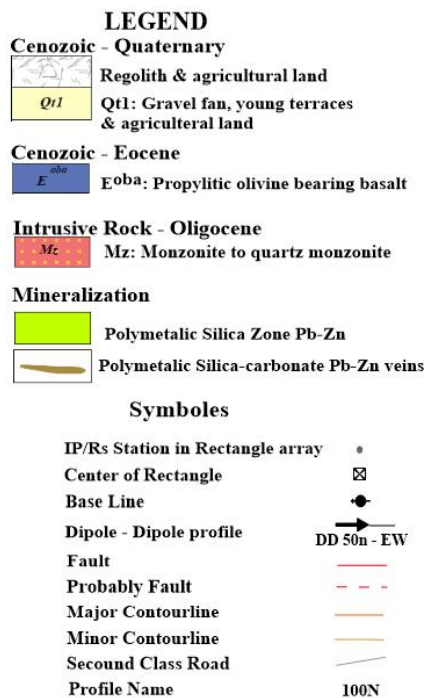 LEGEND
Cenozoic - Quaternary
Regolith & agricultural land
Qt1
Qt1: Gravel fan, young terraces
& agriculteral land
Cenozoic - Eocene
E oba
Eoba: Propylitic olivine bearing basalt
Intrusive Rock - Oligocene
Mz
Mz: Monzonite to quartz monzonite
Mineralization
Polymetalic Silica Zone Pb-Zn
Polymetalic Silica-carbonate Pb-Zn veins
Symboles
IP/Rs Station in Rectangle array
Center of Rectangle
Base Line
Dipole - Dipole profile
DD 50n - EW
Fault
Probably Fault
Major Contourline
Minor Contourline
Secound Class Road
Profile Name 100N